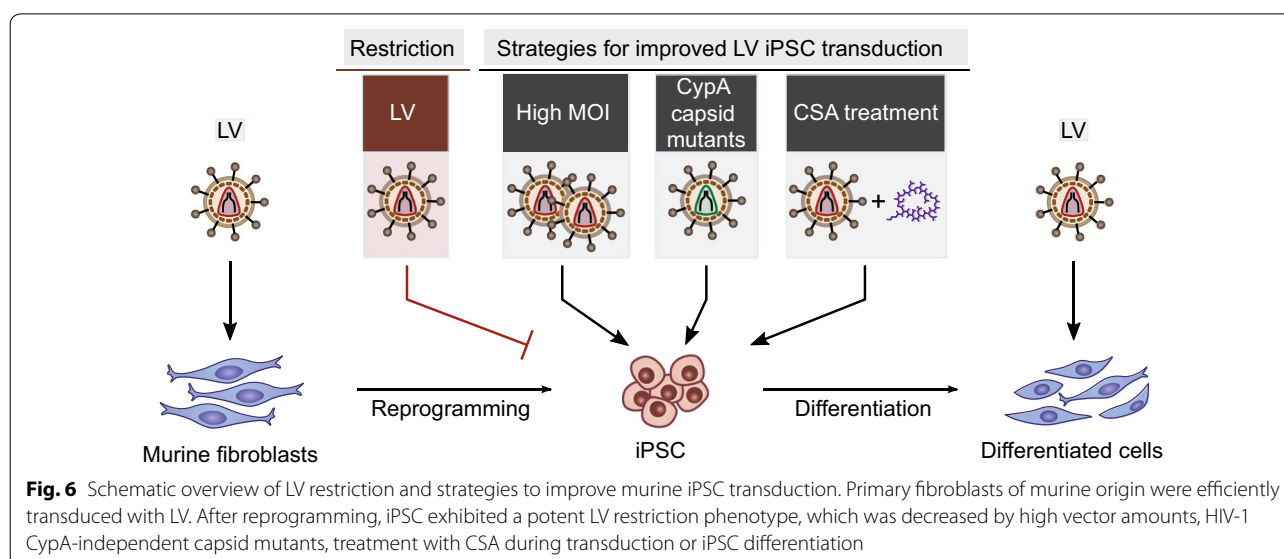 Restriction
Strategies for improved LV iPSC transduction
LV
LV
High MOI
CypA
capsid
mutants
CSA treatment
LV
+
Reprogramming
Differentiation
Murine fibroblasts
iPSC
Differentiated cells
Fig. 6 Schematic overview of LV restriction and strategies to improve murine iPSC transduction. Primary fibroblasts of murine origin were efficiently
transduced with LV. After reprogramming, iPSC exhibited a potent LV restriction phenotype, which was decreased by high vector amounts, HIV-1
CypA-independent capsid mutants, treatment with CSA during transduction or iPSC differentiation